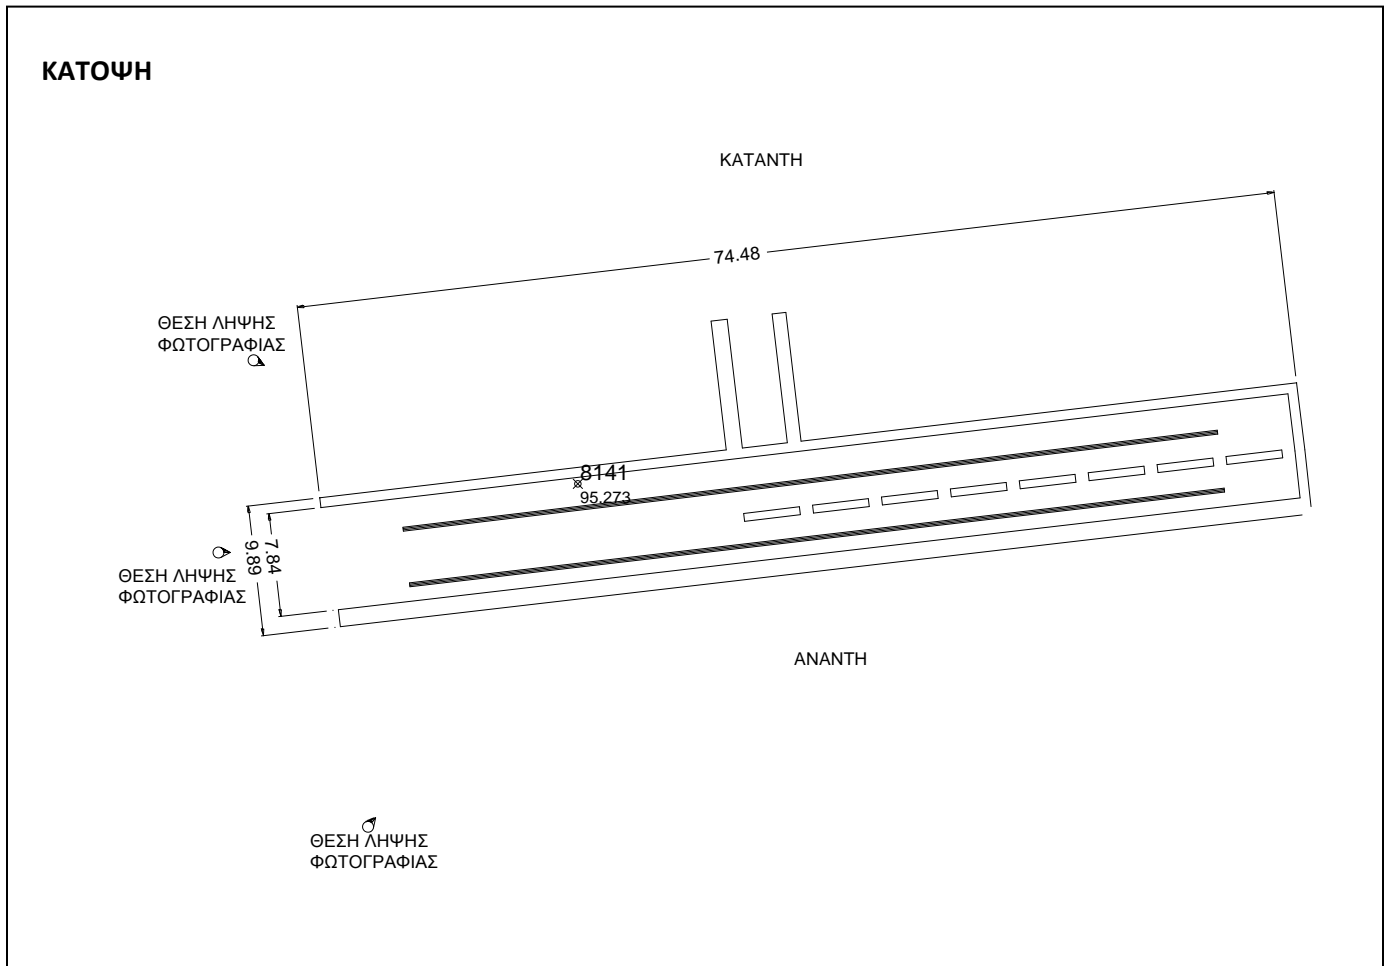 ΚΑΤΟΨΗ
ΚΑΤΑΝΤΗ
74.48
ΘΕΣΗ ΛΗΨΗΣ
ΦΩΤΟΓΡΑΦΙΑΣ
8141
95.273
7.84
9.89
ΘΕΣΗ ΛΗΨΗΣ
ΦΩΤΟΓΡΑΦΙΑΣ
ΑΝΑΝΤΗ
ΘΕΣΗ ΛΗΨΗΣ
ΦΩΤΟΓΡΑΦΙΑΣ